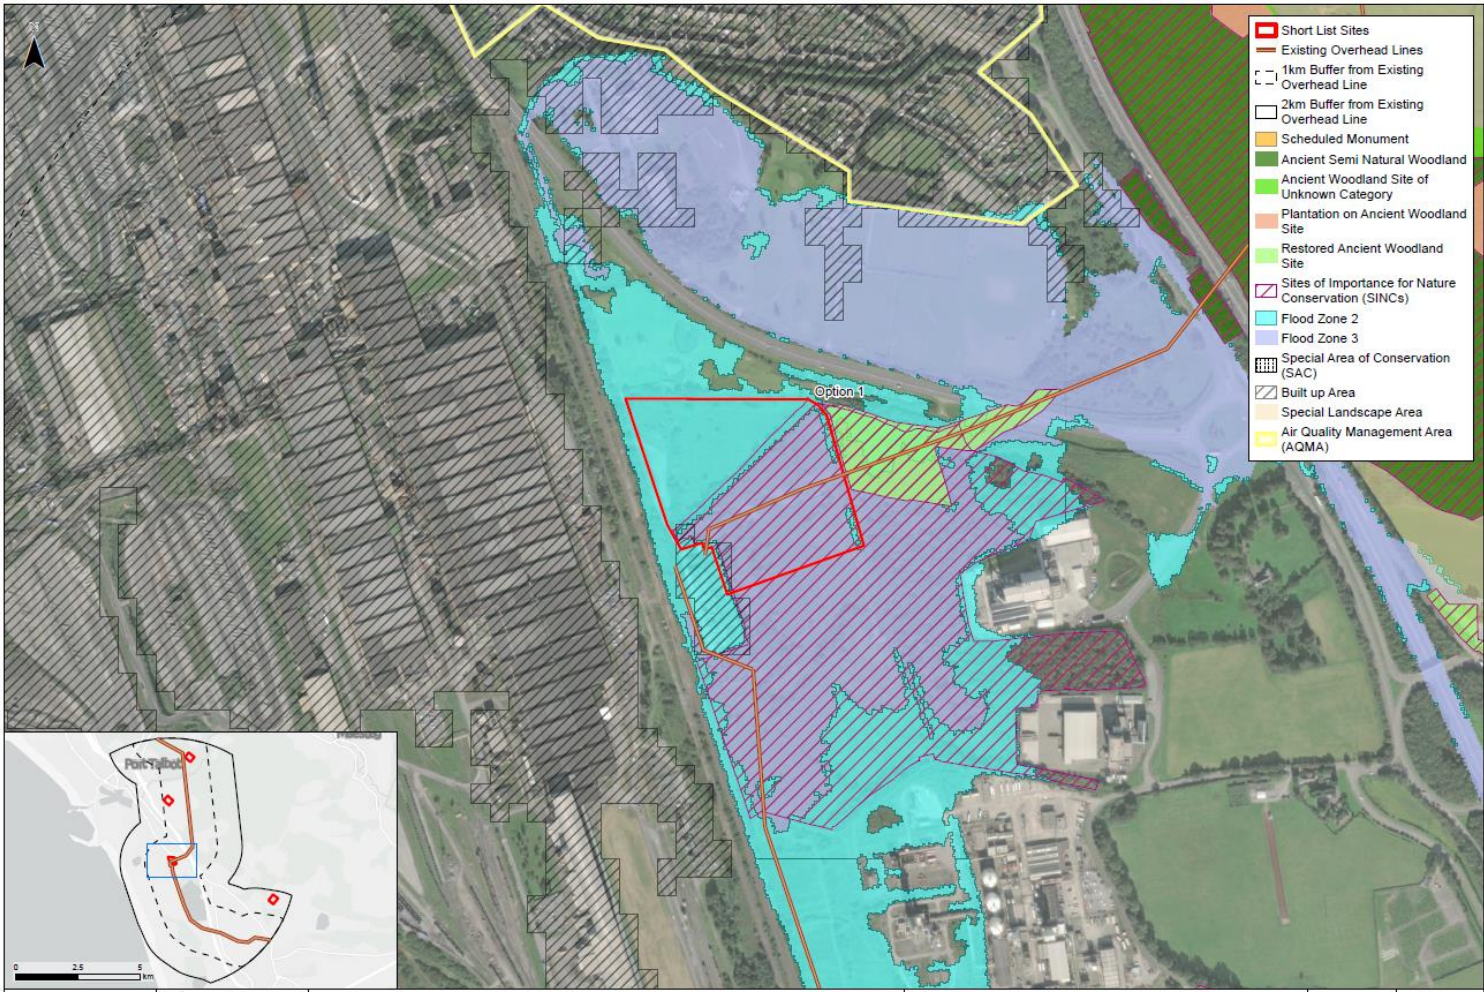 Short List Sites
Existing Overhead Lines
1km Buffer from Existing
Overhead Line
2km Buffer from Existing
Overhead Line
Scheduled Monument
Ancient Semi Natural Woodland
Ancient Woodland Site of
Unknown Category
Plantation on Ancient Woodland
Site
Restored Ancient Woodland
Site
Sites of Importance for Nature
Conservation (SINCs)
Flood Zone 2
Flood Zone 3
Special Area of Conservation
(SAC)
Built up Area
Special Landscape Area
Air Quality Management Area
(AQMA)
Option 1
Port Talbot
0 2.5 5
km